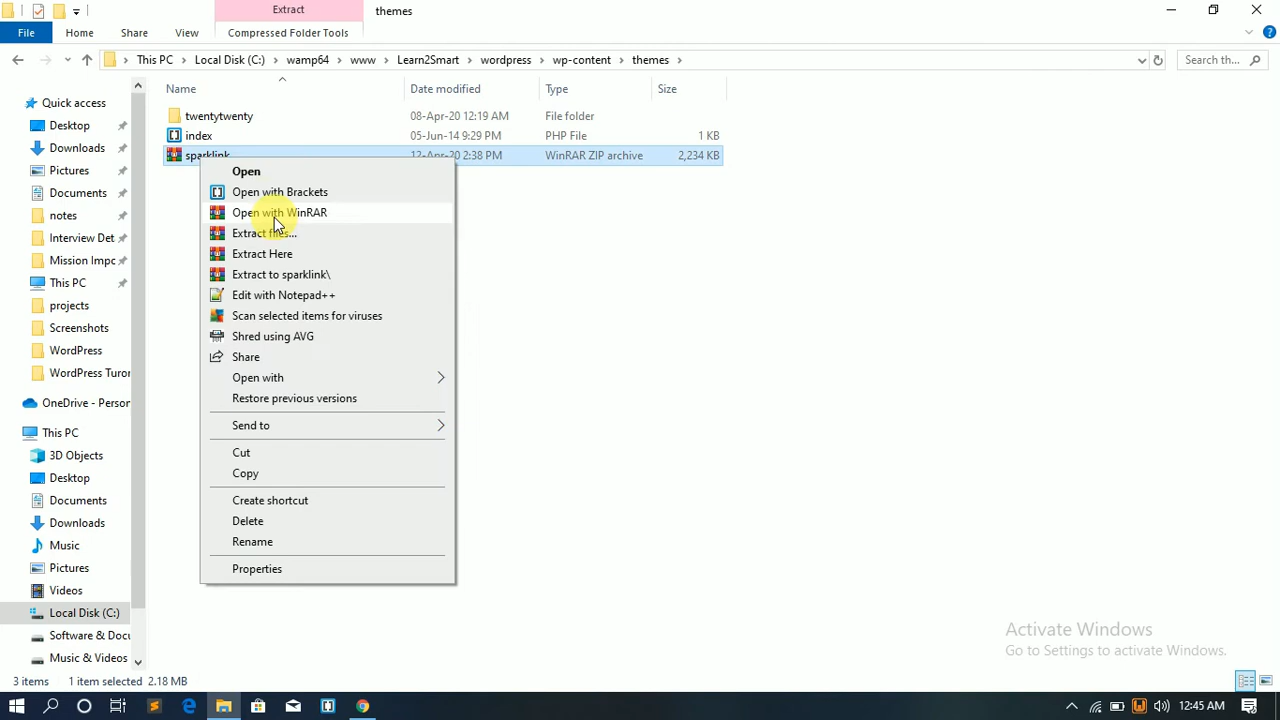 Extract
themes
File
Home
Share
View
Compressed Folder Tools
This PC
Local Disk (C:)
wamp64
www
Learn2Smart
wordpress
wp-content
themes
Search th...
Name
Date modified
Type
Size
twentytwenty
08-Apr-20 12:19 AM
File folder
index
05-Jun-14 9:29 PM
PHP File
1 KB
sparklink
12-Apr-20 2:38 PM
WinRAR ZIP archive
2,234 KB
Quick access
Desktop
Downloads
Pictures
Documents
notes
Interview Det
Mission Impc
This PC
projects
Screenshots
WordPress
WordPress Turor
OneDrive - Person
This PC
3D Objects
Desktop
Documents
Downloads
Music
Pictures
Videos
Local Disk (C:)
Software & Docu
Music & Videos
Open
Open with Brackets
Open with WinRAR
Extract files...
Extract Here
Extract to sparklink\
Edit with Notepad++
Scan selected items for viruses
Shred using AVG
Share
Open with
Restore previous versions
Send to
Cut
Copy
Create shortcut
Delete
Rename
Properties
Activate Windows
Go to Settings to activate Windows.
3 items
1 item selected 2.18 MB
12:45 AM